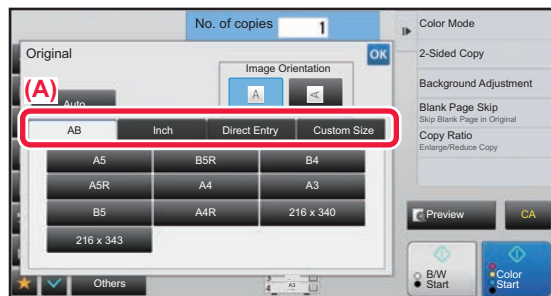 No. of copies 1
Original
OK
Image Orientation
A A
(A)
Auto
AB Inch Direct Entry Custom Size
A5 B5R B4
A5R A4 A3
B5 A4R 216 x 340
216 x 343
Others
3 A3
4
Color Mode
2-Sided Copy
Background Adjustment
Blank Page Skip
Skip Blank Page in Original
Copy Ratio
Enlarge/Reduce Copy
Preview CA
B/W
Start
Color
Start